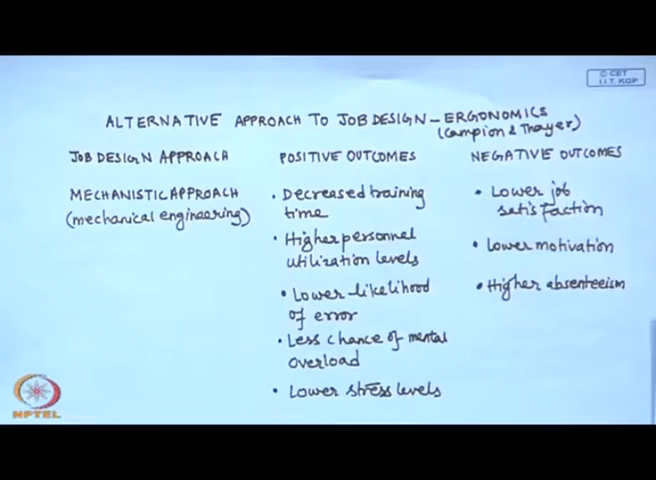 © CET
I.I.T. KGP
ALTERNATIVE APPROACH TO JOB DESIGN – ERGONOMICS
(Campion & Thayer)
JOB DESIGN APPROACH POSITIVE OUTCOMES NEGATIVE OUTCOMES
MECHANISTIC APPROACH
(mechanical engineering)
• Decreased training
time
• Higher personnel
utilization levels
• Lower likelihood
of error
• Less chance of mental
overload
• Lower stress levels
• Lower job
satisfaction
• Lower motivation
• Higher absenteeism
NPTEL